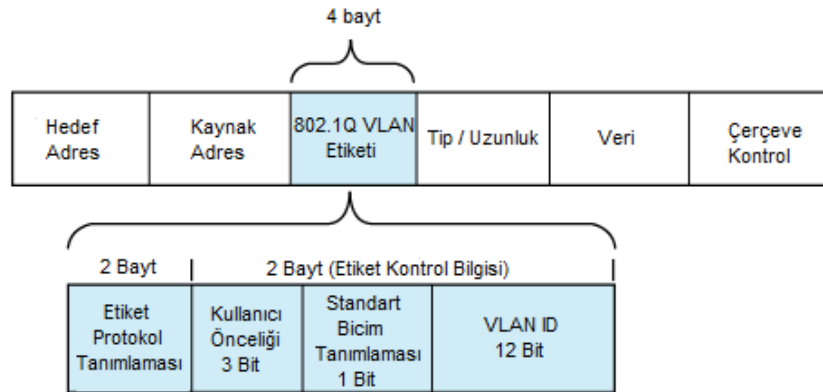 4 bayt
Hedef
Adres
Kaynak
Adres
802.1Q VLAN
Etiketi
Tip / Uzunluk
Veri
Çerçeve
Kontrol
2 Bayt
2 Bayt (Etiket Kontrol Bilgisi)
Etiket
Protokol
Tanımlaması
Kullanıcı
Önceliği
3 Bit
Standart
Bicim
Tanımlaması
1 Bit
VLAN ID
12 Bit